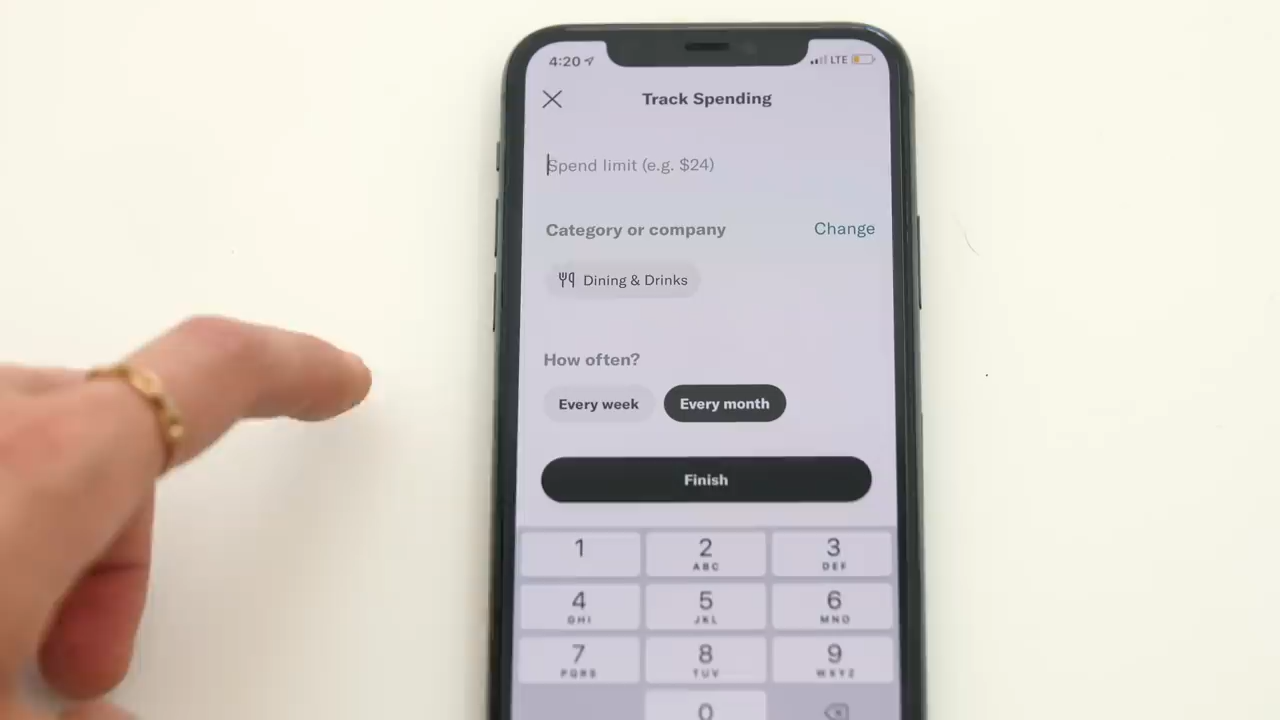 4:20 LTE
Track Spending
Spend limit (e.g. $24)
Category or company Change
Dining & Drinks
How often?
Every week Every month
Finish
1 2 3
ABC DEF
4 5 6
GHI JKL MNO
7 8 9
PQRS TUV WXYZ
0